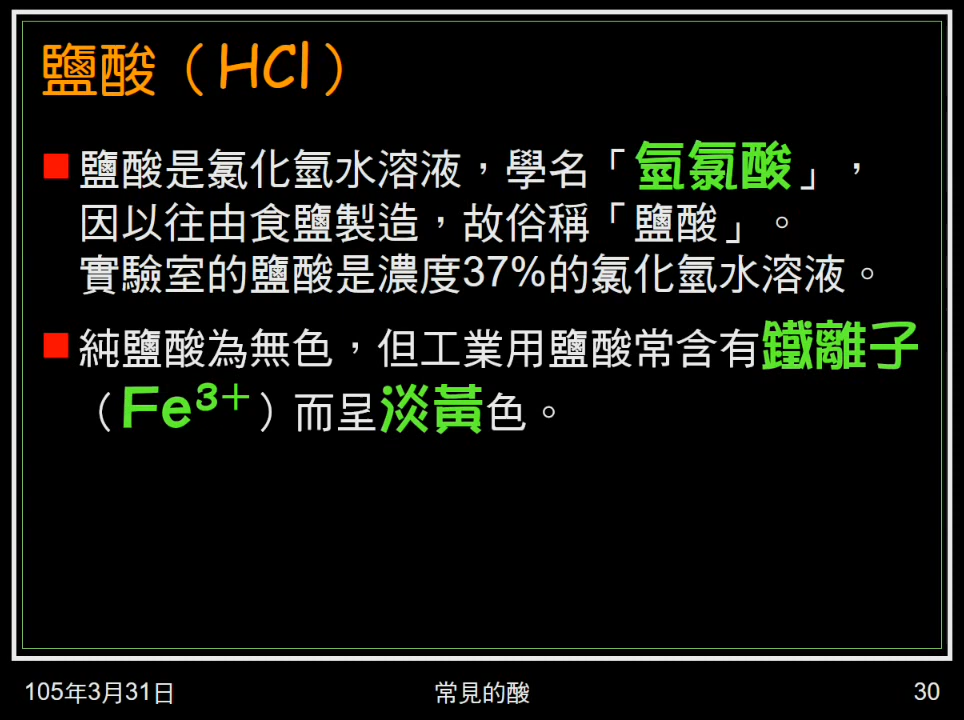 鹽酸（HCl）
鹽酸是氯化氫水溶液，學名「氫氯酸」，
因以往由食鹽製造，故俗稱「鹽酸」。
實驗室的鹽酸是濃度37%的氯化氫水溶液。
純鹽酸為無色，但工業用鹽酸常含有鐵離子
（Fe³⁺）而呈淡黃色。
105年3月31日
常見的酸
30